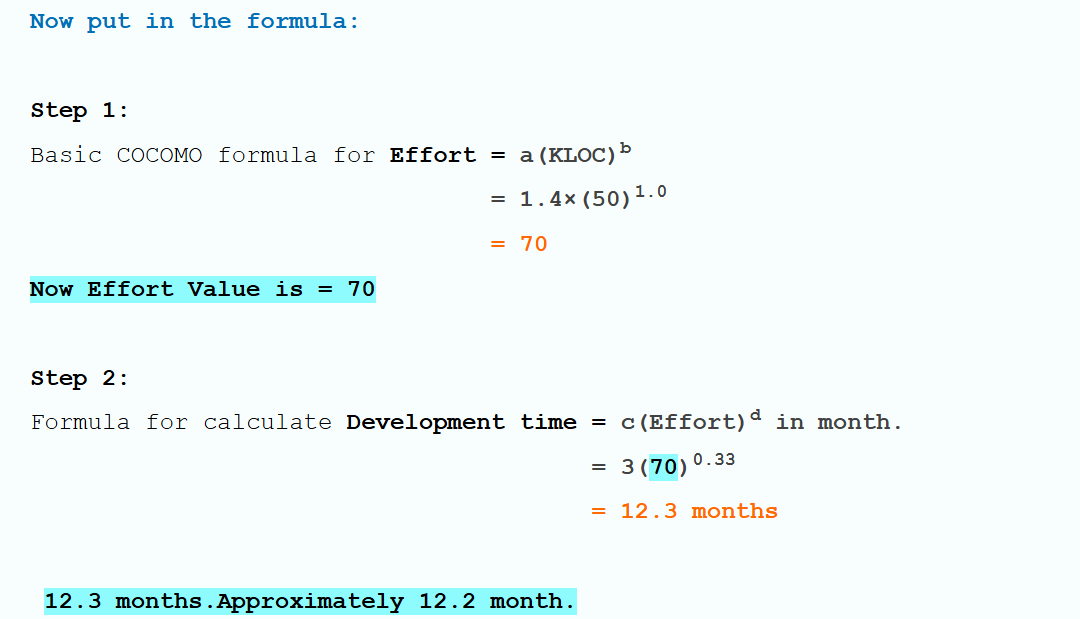 Now put in the formula:
Step 1:
Basic COCOMO formula for Effort = a(KLOC)ᵇ
= 1.4×(50)¹·⁰
= 70
Now Effort Value is = 70
Step 2:
Formula for calculate Development time = c(Effort)ᵈ in month.
= 3(70)⁰·³³
= 12.3 months
12.3 months.Approximately 12.2 month.